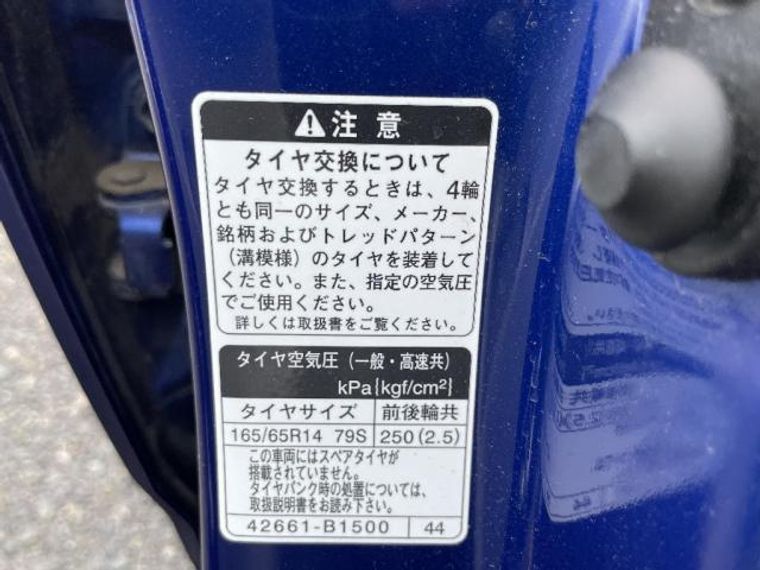 ⚠注意
タイヤ交換について
タイヤ交換するときは、4輪
とも同一のサイズ、メーカー、
銘柄およびトレッドパターン
（溝模様）のタイヤを装着して
ください。また、指定の空気圧
でご使用ください。
詳しくは取扱書をご覧ください。
タイヤ空気圧（一般・高速共）
kPa{kgf/cm²}
タイヤサイズ 前後輪共
165/65R14 79S 250(2.5)
この車両にはスペアタイヤが
搭載されていません。
タイヤパンク時の処置については、
取扱説明書をお読み下さい。
42661-B1500 44